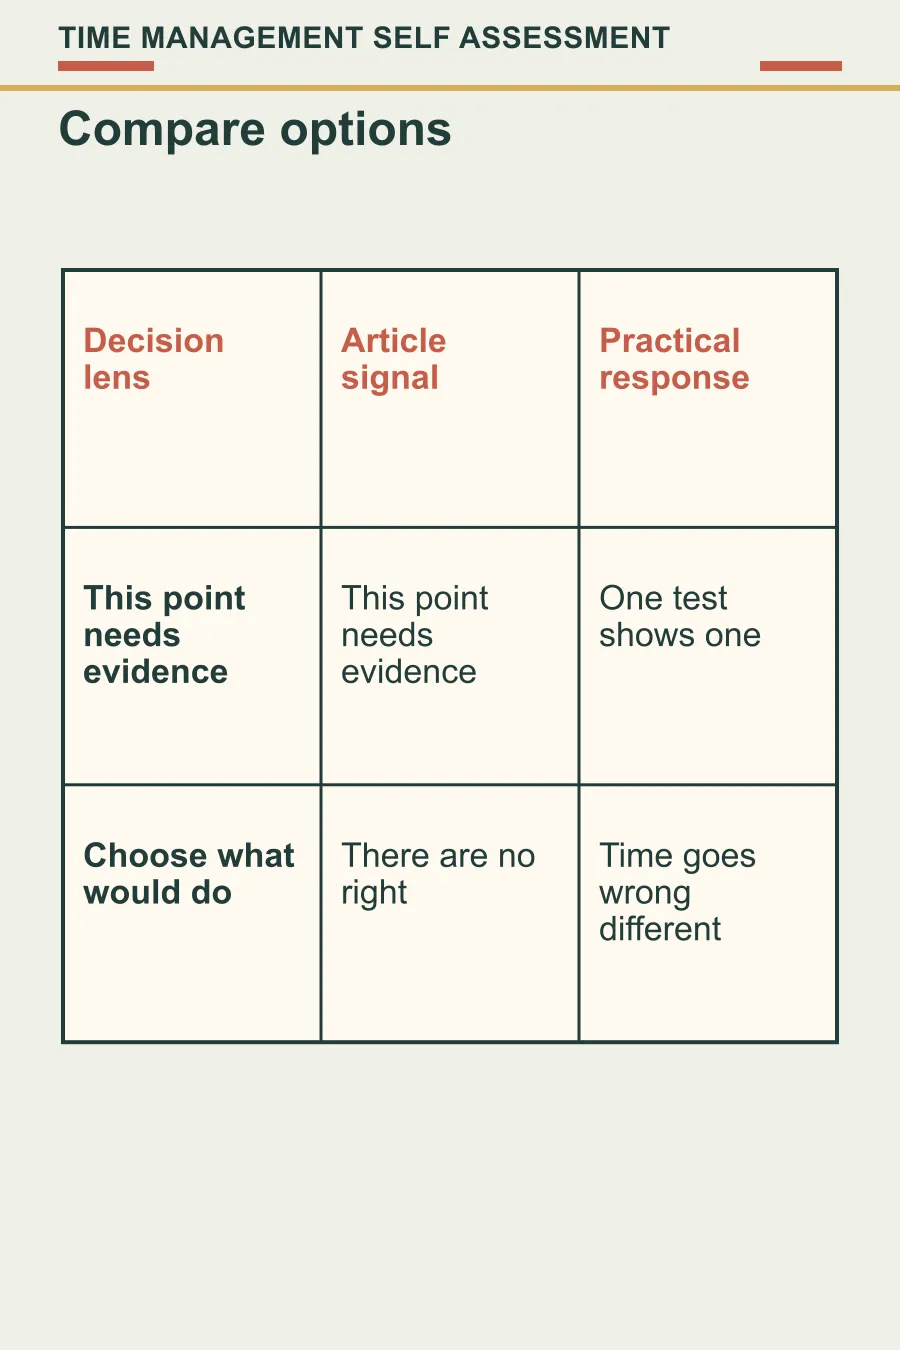 TIME MANAGEMENT SELF ASSESSMENT
Compare options
Decision
lens
Article
signal
Practical
response
This point
needs
evidence
This point
needs
evidence
One test
shows one
Choose what
would do
There are no
right
Time goes
wrong
different